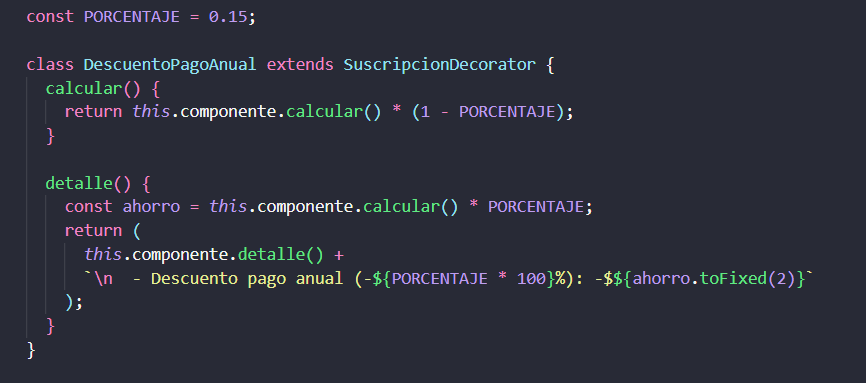 const PORCENTAJE = 0.15;
class DescuentoPagoAnual extends SuscripcionDecorator {
calcular() {
return this.componente.calcular() * (1 - PORCENTAJE);
}
detalle() {
const ahorro = this.componente.calcular() * PORCENTAJE;
return (
this.componente.detalle() +
`\n  - Descuento pago anual (-${PORCENTAJE * 100}%): -$${ahorro.toFixed(2)}`
);
}
}